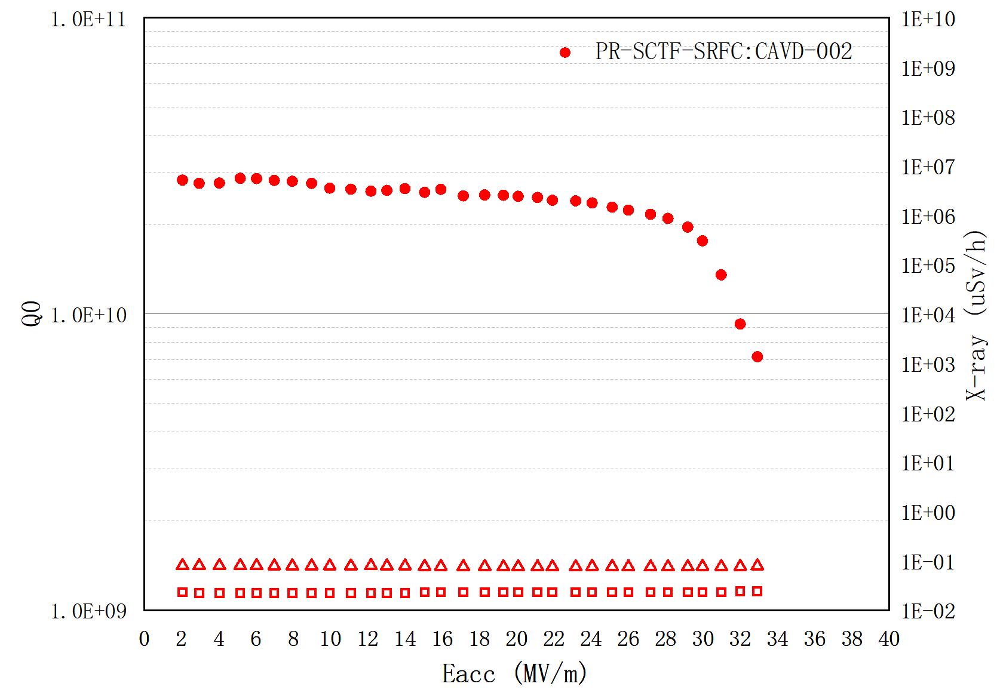 PR-SCTF-SRFC:CAVD-002
1.0E+11
1.0E+10
1.0E+09
Q0
1E+10
1E+09
1E+08
1E+07
1E+06
1E+05
1E+04
1E+03
1E+02
1E+01
1E+00
1E-01
1E-02
X-ray (uSv/h)
0 2 4 6 8 10 12 14 16 18 20 22 24 26 28 30 32 34 36 38 40
Eacc (MV/m)